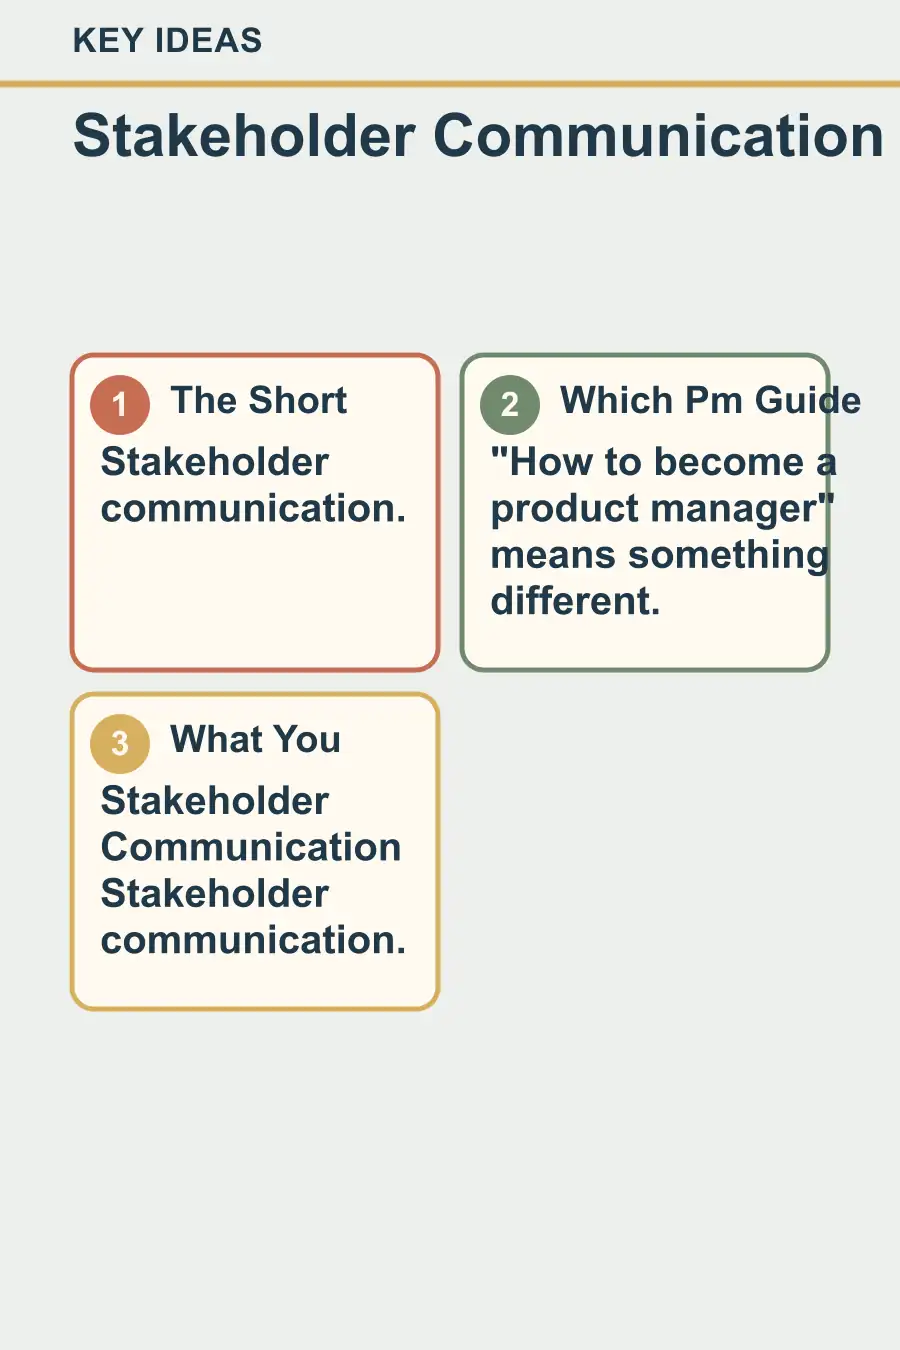 KEY IDEAS
Stakeholder Communication
1 The Short
Stakeholder
communication.
2 Which Pm Guide
"How to become a
product manager"
means something
different.
3 What You
Stakeholder
Communication
Stakeholder
communication.